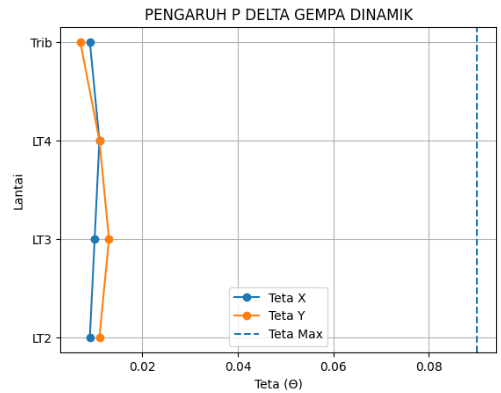 PENGARUH P DELTA GEMPA DINAMIK
Trib
LT4
LT3
LT2
Lantai
Teta X
Teta Y
Teta Max
0.02
0.04
0.06
0.08
Teta (Θ)